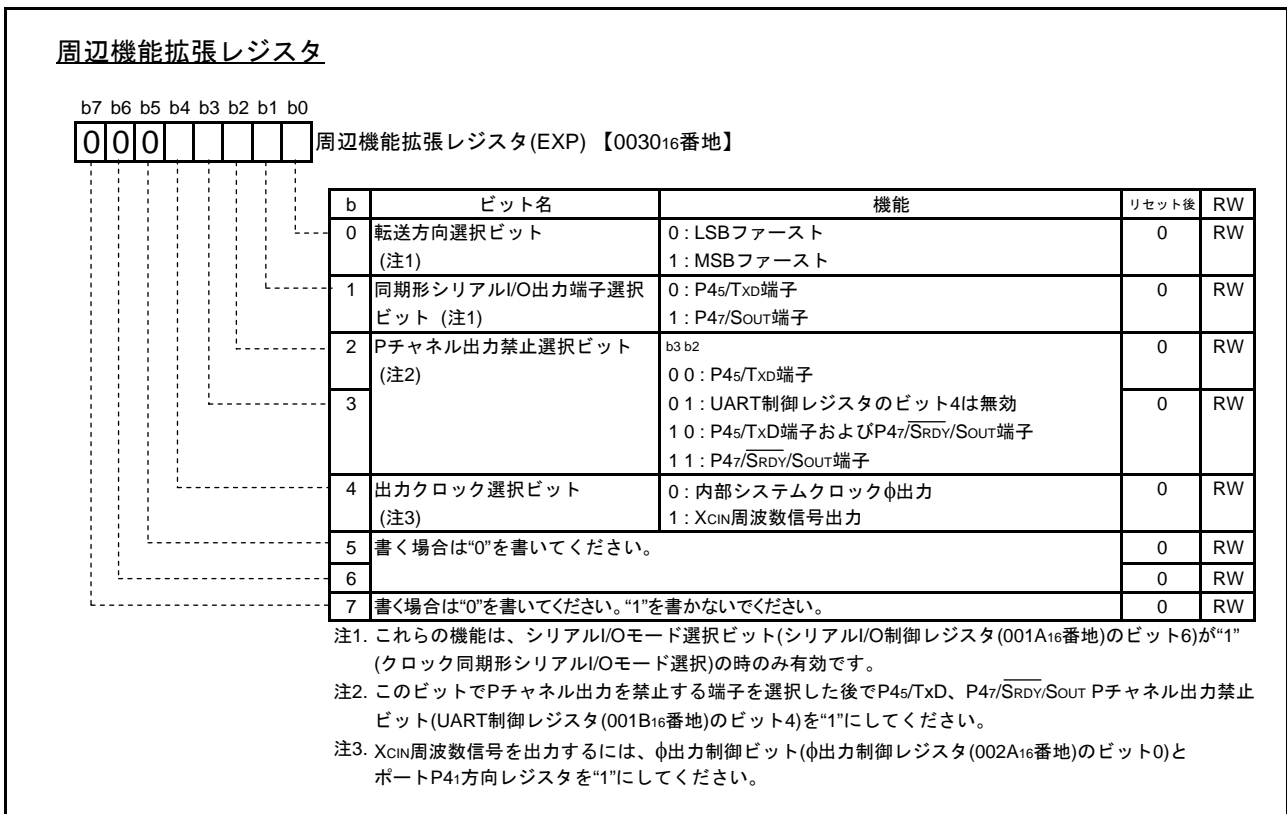 周辺機能拡張レジスタ
b7 b6 b5 b4 b3 b2 b1 b0
0 0 0 周辺機能拡張レジスタ(EXP) 【003016番地】
b ビット名 機能 リセット後 RW
0 転送方向選択ビット 0 : LSBファースト 0 RW
(注1) 1 : MSBファースト
1 同期形シリアルI/O出力端子選択 0 : P45/TXD端子 0 RW
ビット (注1) 1 : P47/SOUT端子
2 Pチャネル出力禁止選択ビット b3 b2 0 RW
(注2) 0 0 : P45/TXD端子
3 0 1 : UART制御レジスタのビット4は無効 0 RW
1 0 : P45/TxD端子およびP47/SRDY/SOUT端子
1 1 : P47/SRDY/SOUT端子
4 出力クロック選択ビット 0 : 内部システムクロックϕ出力 0 RW
(注3) 1 : XCIN周波数信号出力
5 書く場合は“0”を書いてください。 0 RW
6 0 RW
7 書く場合は“0”を書いてください。“1”を書かないでください。 0 RW
注1. これらの機能は、シリアルI/Oモード選択ビット(シリアルI/O制御レジスタ(001A16番地)のビット6)が“1”
(クロック同期形シリアルI/Oモード選択)の時のみ有効です。
注2. このビットでPチャネル出力を禁止する端子を選択した後でP45/TxD、P47/SRDY/SOUT Pチャネル出力禁止
ビット(UART制御レジスタ(001B16番地)のビット4)を“1”にしてください。
注3. XCIN周波数信号を出力するには、ϕ出力制御ビット(ϕ出力制御レジスタ(002A16番地)のビット0)と
ポートP41方向レジスタを“1”にしてください。